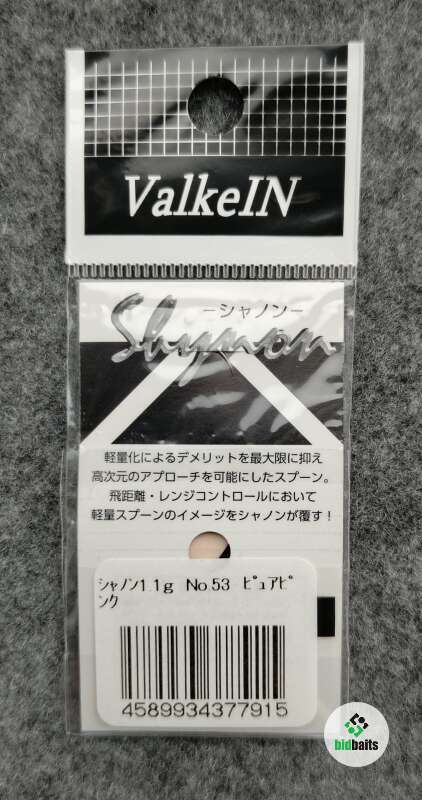 ValkeIN
－シャノン－
Shynon
軽量化によるデメリットを最大限に抑え
高次元のアプローチを可能にしたスプーン。
飛距離・レンジコントロールにおいて
軽量スプーンのイメージをシャノンが覆す！
シャノン1.1g No.53 ピュアピ
ンク
4589934377915
bidbaits